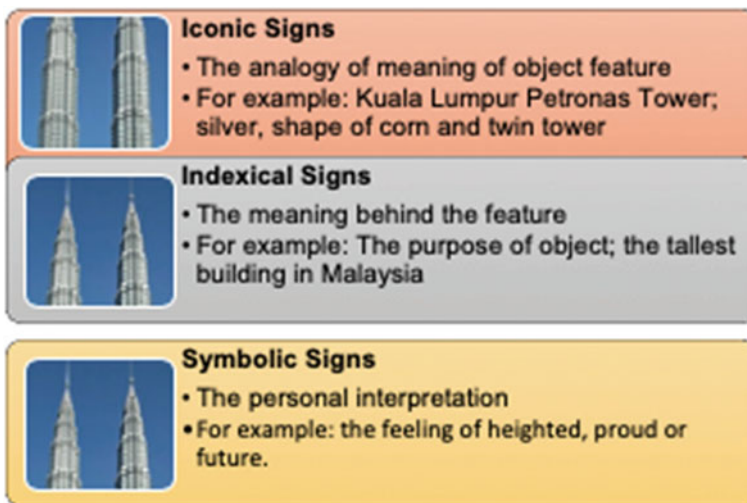 Iconic Signs
• The analogy of meaning of object feature
• For example: Kuala Lumpur Petronas Tower;
silver, shape of corn and twin tower
Indexical Signs
• The meaning behind the feature
• For example: The purpose of object; the tallest
building in Malaysia
Symbolic Signs
• The personal interpretation
• For example: the feeling of heighted, proud or
future.